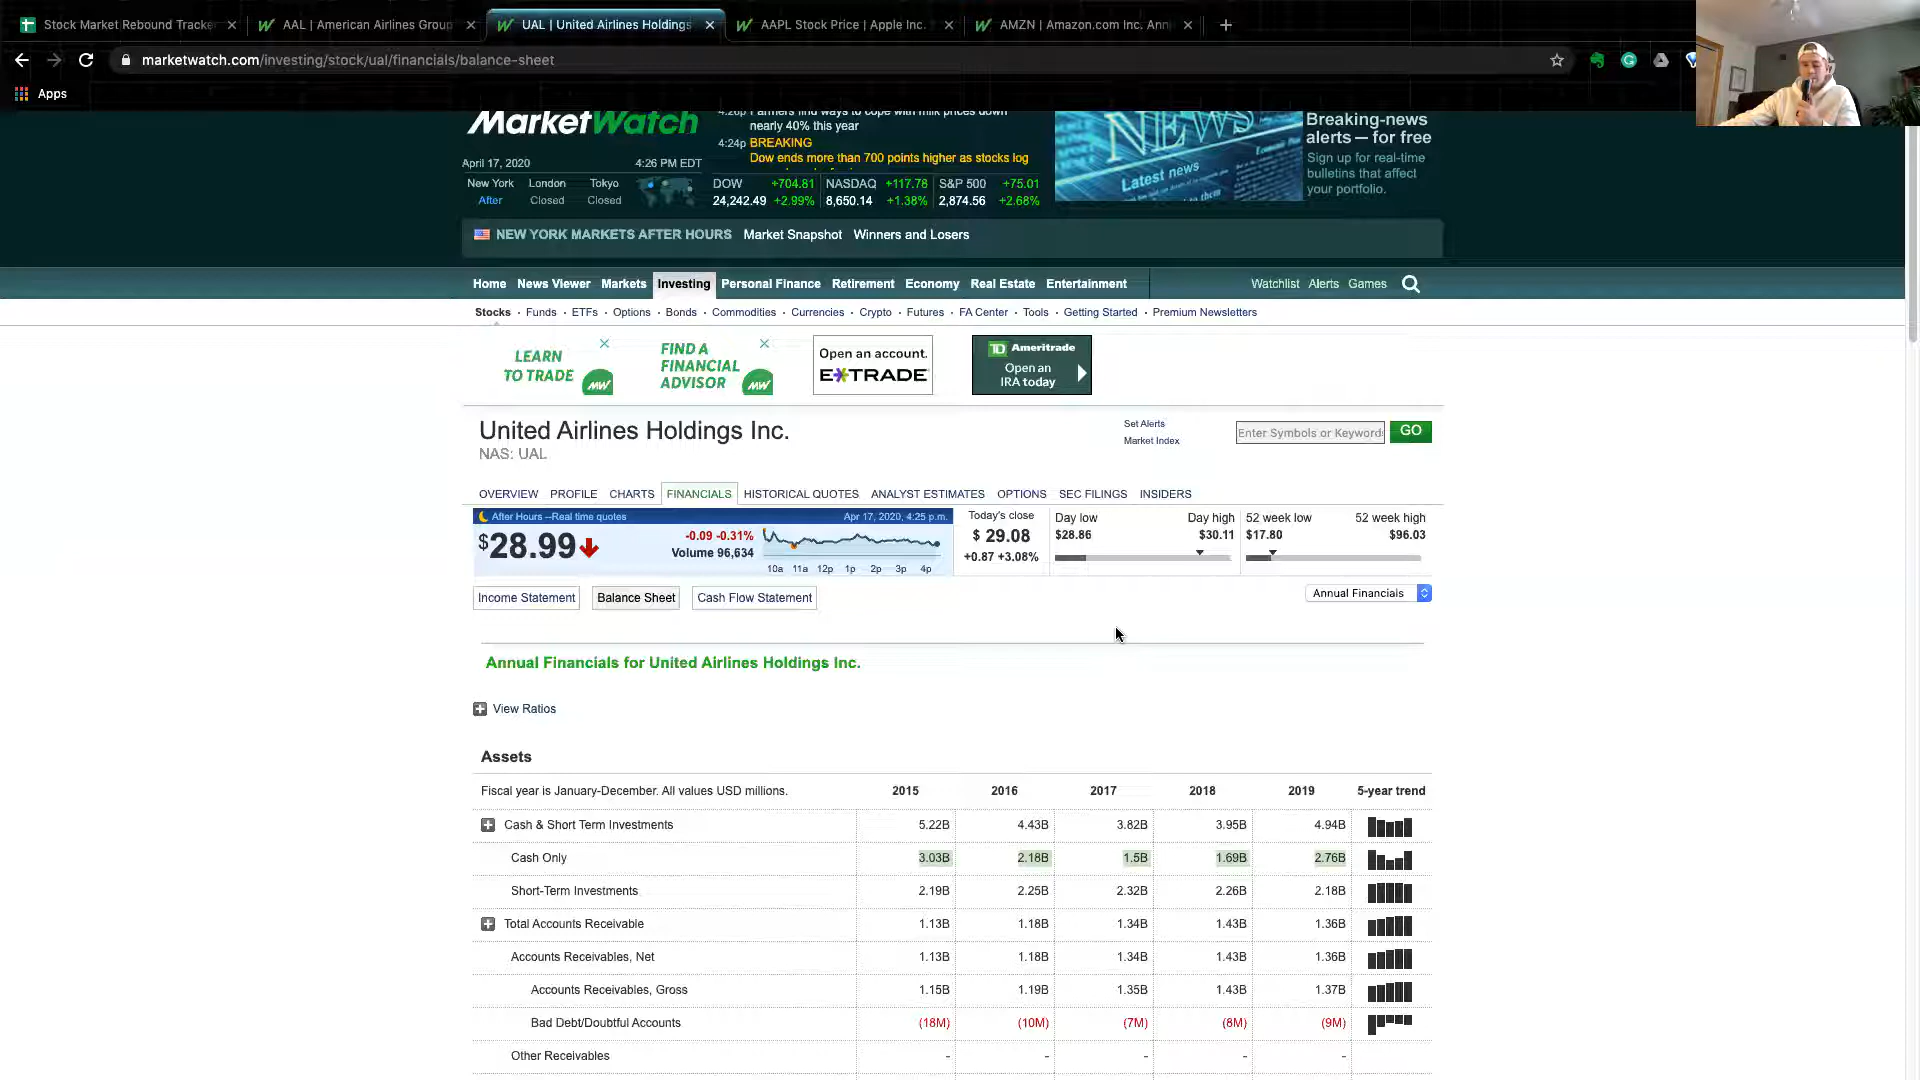 Stock Market Rebound Tracke
AAL | American Airlines Group
UAL | United Airlines Holdings
AAPL Stock Price | Apple Inc.
AMZN | Amazon.com Inc. Ann
marketwatch.com/investing/stock/ual/financials/balance-sheet
Apps
MarketWatch
April 17, 2020 4:26 PM EDT
New York London Tokyo
After Closed Closed
4:26p Farmers find ways to cope with milk prices down
nearly 40% this year
4:24p BREAKING
Dow ends more than 700 points higher as stocks log
DOW +704.81 NASDAQ +117.78 S&P 500 +75.01
24,242.49 +2.99% 8,650.14 +1.38% 2,874.56 +2.68%
NEWS
Latest news
Breaking-news
alerts—for free
Sign up for real-time
bulletins that affect
your portfolio.
NEW YORK MARKETS AFTER HOURS Market Snapshot Winners and Losers
Home News Viewer Markets Investing Personal Finance Retirement Economy Real Estate Entertainment Watchlist Alerts Games
Stocks · Funds · ETFs · Options · Bonds · Commodities · Currencies · Crypto · Futures · FA Center · Tools · Getting Started · Premium Newsletters
LEARN
TO TRADE MW
FIND A
FINANCIAL
ADVISOR MW
Open an account.
E*TRADE
TD Ameritrade
Open an
IRA today
United Airlines Holdings Inc.
NAS: UAL
Set Alerts
Market Index
Enter Symbols or Keywords GO
OVERVIEW PROFILE CHARTS FINANCIALS HISTORICAL QUOTES ANALYST ESTIMATES OPTIONS SEC FILINGS INSIDERS
After Hours --Real time quotes Apr 17, 2020, 4:25 p.m.
$28.99 -0.09 -0.31%
Volume 96,634
10a 11a 12p 1p 2p 3p 4p
Today's close
$ 29.08
+0.87 +3.08%
Day low Day high
$28.86 $30.11
52 week low 52 week high
$17.80 $96.03
Income Statement Balance Sheet Cash Flow Statement Annual Financials
Annual Financials for United Airlines Holdings Inc.
View Ratios
Assets
Fiscal year is January-December. All values USD millions. 2015 2016 2017 2018 2019 5-year trend
Cash & Short Term Investments 5.22B 4.43B 3.82B 3.95B 4.94B
Cash Only 3.03B 2.18B 1.5B 1.69B 2.76B
Short-Term Investments 2.19B 2.25B 2.32B 2.26B 2.18B
Total Accounts Receivable 1.13B 1.18B 1.34B 1.43B 1.36B
Accounts Receivables, Net 1.13B 1.18B 1.34B 1.43B 1.36B
Accounts Receivables, Gross 1.15B 1.19B 1.35B 1.43B 1.37B
Bad Debt/Doubtful Accounts (18M) (10M) (7M) (8M) (9M)
Other Receivables - - - - -